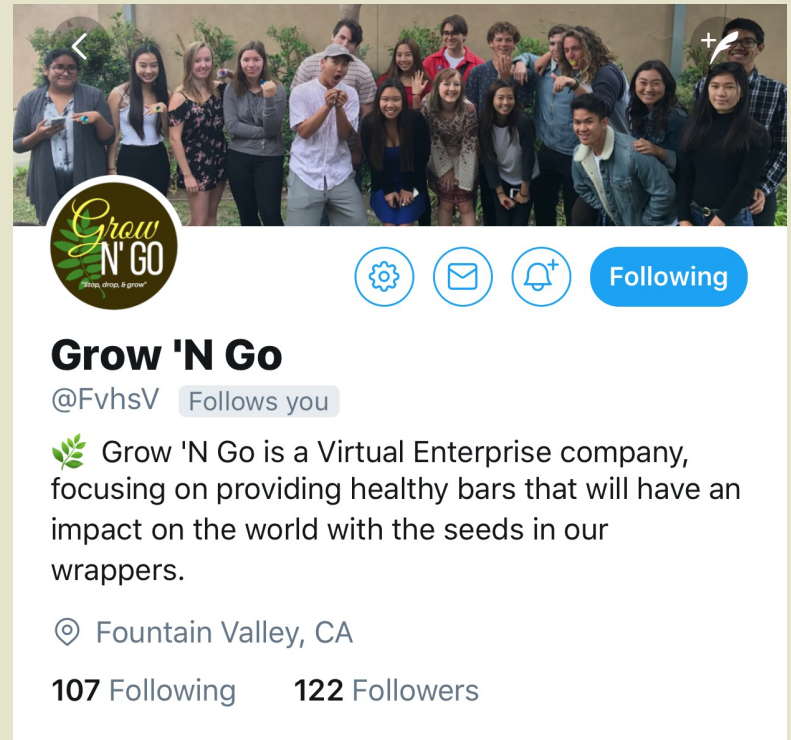 Grow
N' GO
"Stop, drop, & grow"
Following
Grow 'N Go
@FvhsV Follows you
Grow 'N Go is a Virtual Enterprise company,
focusing on providing healthy bars that will have an
impact on the world with the seeds in our
wrappers.
Fountain Valley, CA
107 Following 122 Followers